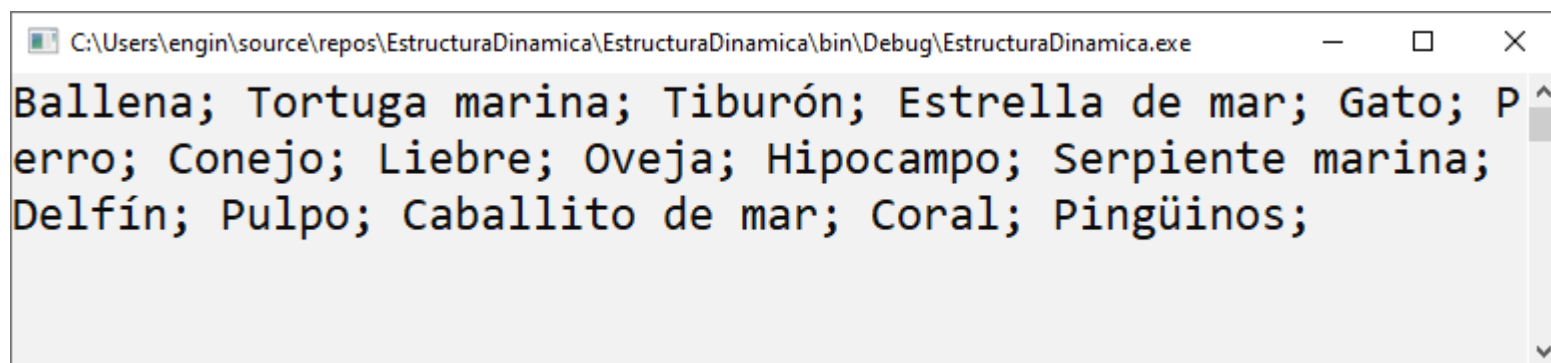 C:\Users\engin\source\repos\EstructuraDinamica\EstructuraDinamica\bin\Debug\EstructuraDinamica.exe
Ballena; Tortuga marina; Tiburón; Estrella de mar; Gato; P
erro; Conejo; Liebre; Oveja; Hipocampo; Serpiente marina;
Delfín; Pulpo; Caballito de mar; Coral; Pingüinos;